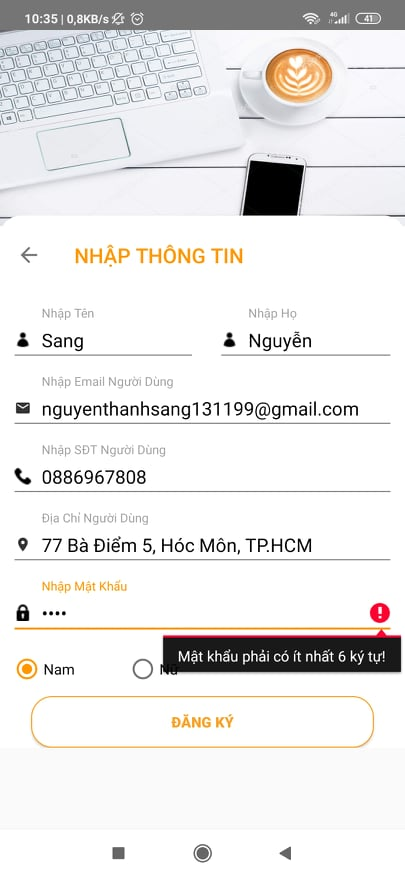 10:35 | 0,8KB/s
4G
41
NHẬP THÔNG TIN
Nhập Tên
Nhập Họ
Sang
Nguyễn
Nhập Email Người Dùng
nguyenthanhsang131199@gmail.com
Nhập SĐT Người Dùng
0886967808
Địa Chỉ Người Dùng
77 Bà Điểm 5, Hóc Môn, TP.HCM
Nhập Mật Khẩu
••••
Mật khẩu phải có ít nhất 6 ký tự!
Nam
Nữ
ĐĂNG KÝ